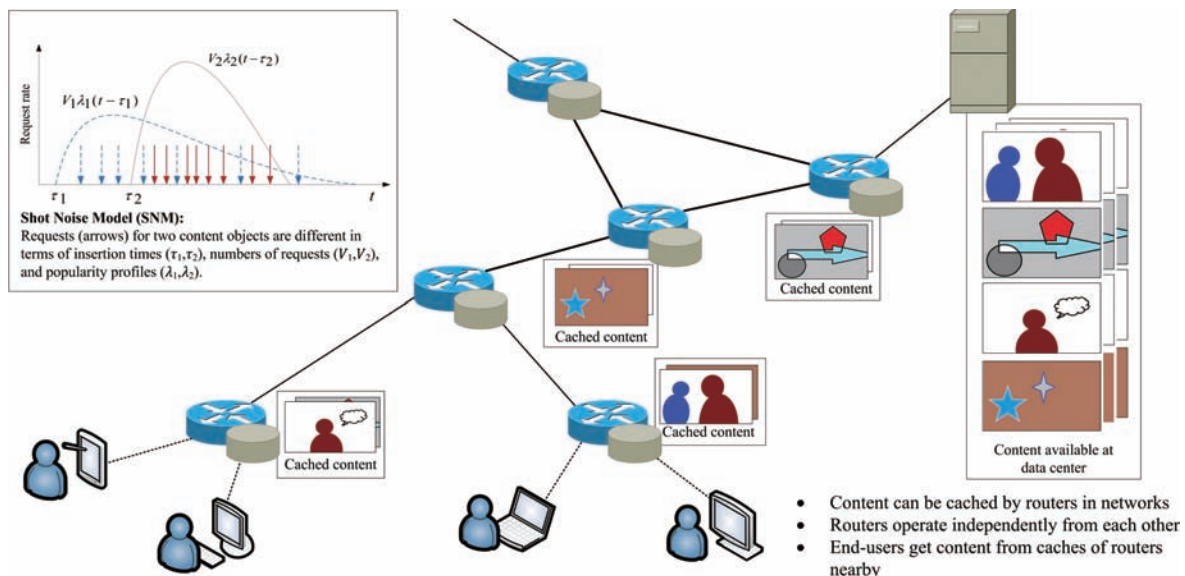 Request rate
V₁λ₁(t−τ₁)
V₂λ₂(t−τ₂)
τ₁
τ₂
t
Shot Noise Model (SNM):
Requests (arrows) for two content objects are different in
terms of insertion times (τ₁,τ₂), numbers of requests (V₁,V₂),
and popularity profiles (λ₁,λ₂).
Cached content
Cached content
Cached content
Cached content
Content available at
data center
• Content can be cached by routers in networks
• Routers operate independently from each other
• End-users get content from caches of routers
nearby